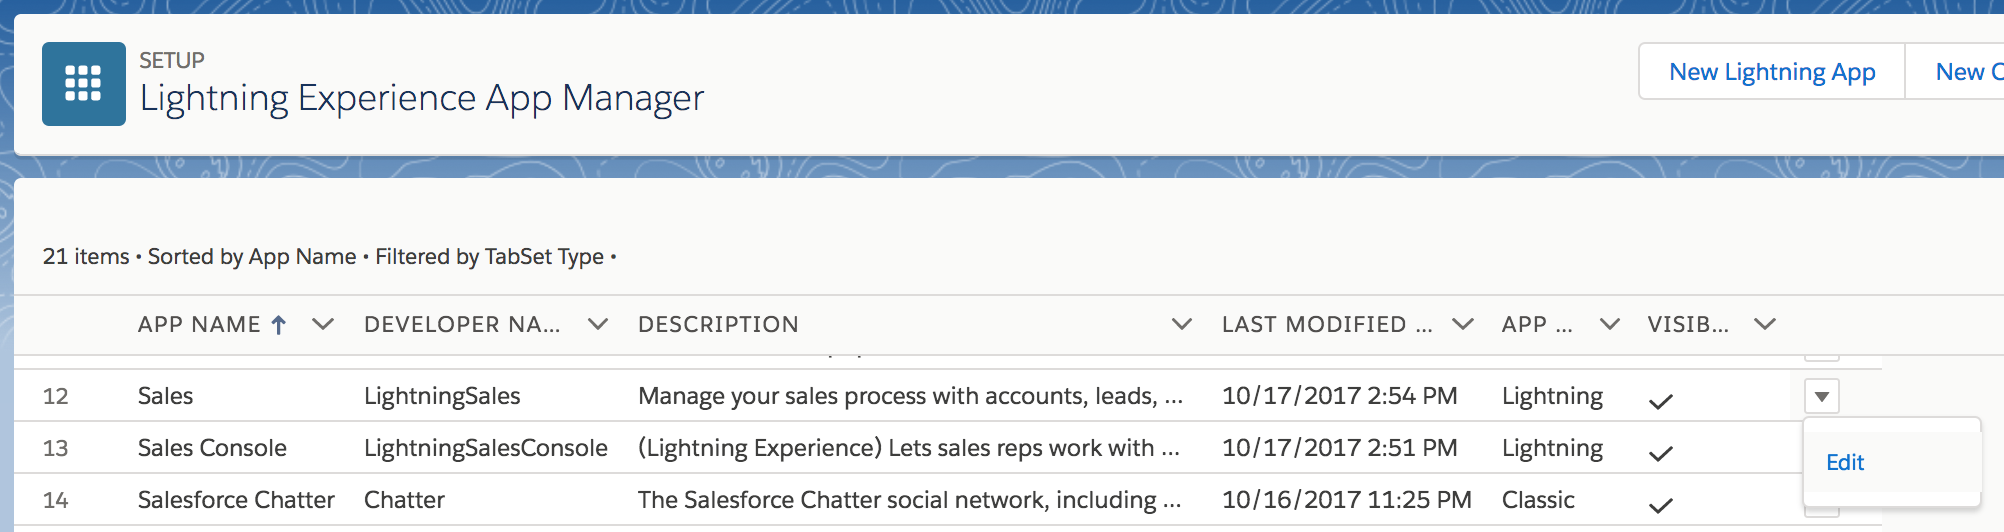 SETUP
Lightning Experience App Manager
New Lightning App
New
21 items • Sorted by App Name • Filtered by TabSet Type •
APP NAME DEVELOPER NA... DESCRIPTION LAST MODIFIED ... APP ... VISIB...
12 Sales LightningSales Manage your sales process with accounts, leads, ... 10/17/2017 2:54 PM Lightning
13 Sales Console LightningSalesConsole (Lightning Experience) Lets sales reps work with ... 10/17/2017 2:51 PM Lightning
Edit
14 Salesforce Chatter Chatter The Salesforce Chatter social network, including ... 10/16/2017 11:25 PM Classic